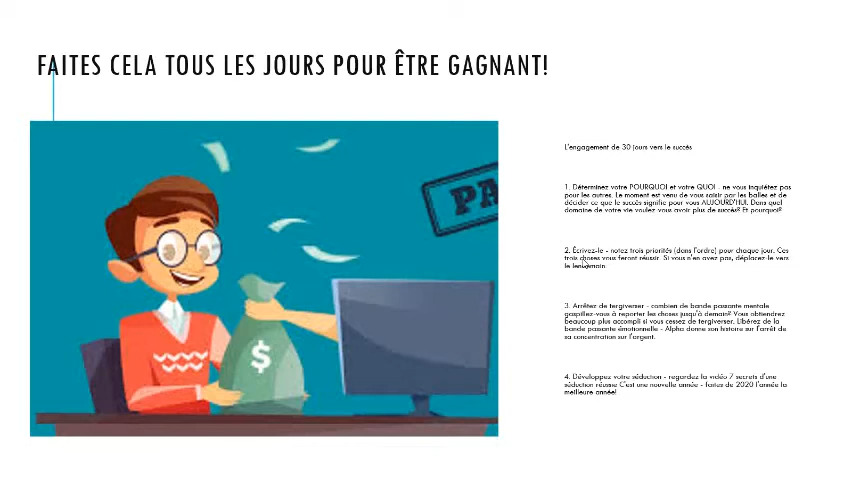 FAITES CELA TOUS LES JOURS POUR ÊTRE GAGNANT!
PA
$
L'engagement de 30 jours vers le succés
1. Déterminez votre POURQUOI et votre QUOI - ne vous inquiétez pas
pour les autres. Le moment est venu de vous saisir par les balles et de
décider ce que le succés signifie pour vous AUJOURD'HUI. Dans quel
domaine de votre vie voulez vous avoir plus de succés? Et pourquoi?
2. Écrivez-le - notez trois priorités (dans l'ordre) pour chaque jour. Ces
trois choses vous feront réussir. Si vous n'en avez pas, déplacez-le vers
le lendemain.
3. Arrêtez de tergiverser - combien de bande passante mentale
gaspillez-vous à reporter les choses jusqu'à demain? Vous obtiendrez
beaucoup plus accompli si vous cessez de tergiverser. Libérez de la
bande passante émotionnelle - Alpha donne son histoire sur l'arrêt de
sa concentration sur l'argent.
4. Développez votre séduction - regardez la vidéo 7 secrets d'une
séduction réussie C'est une nouvelle année - faites de 2020 l'année la
meilleure année!